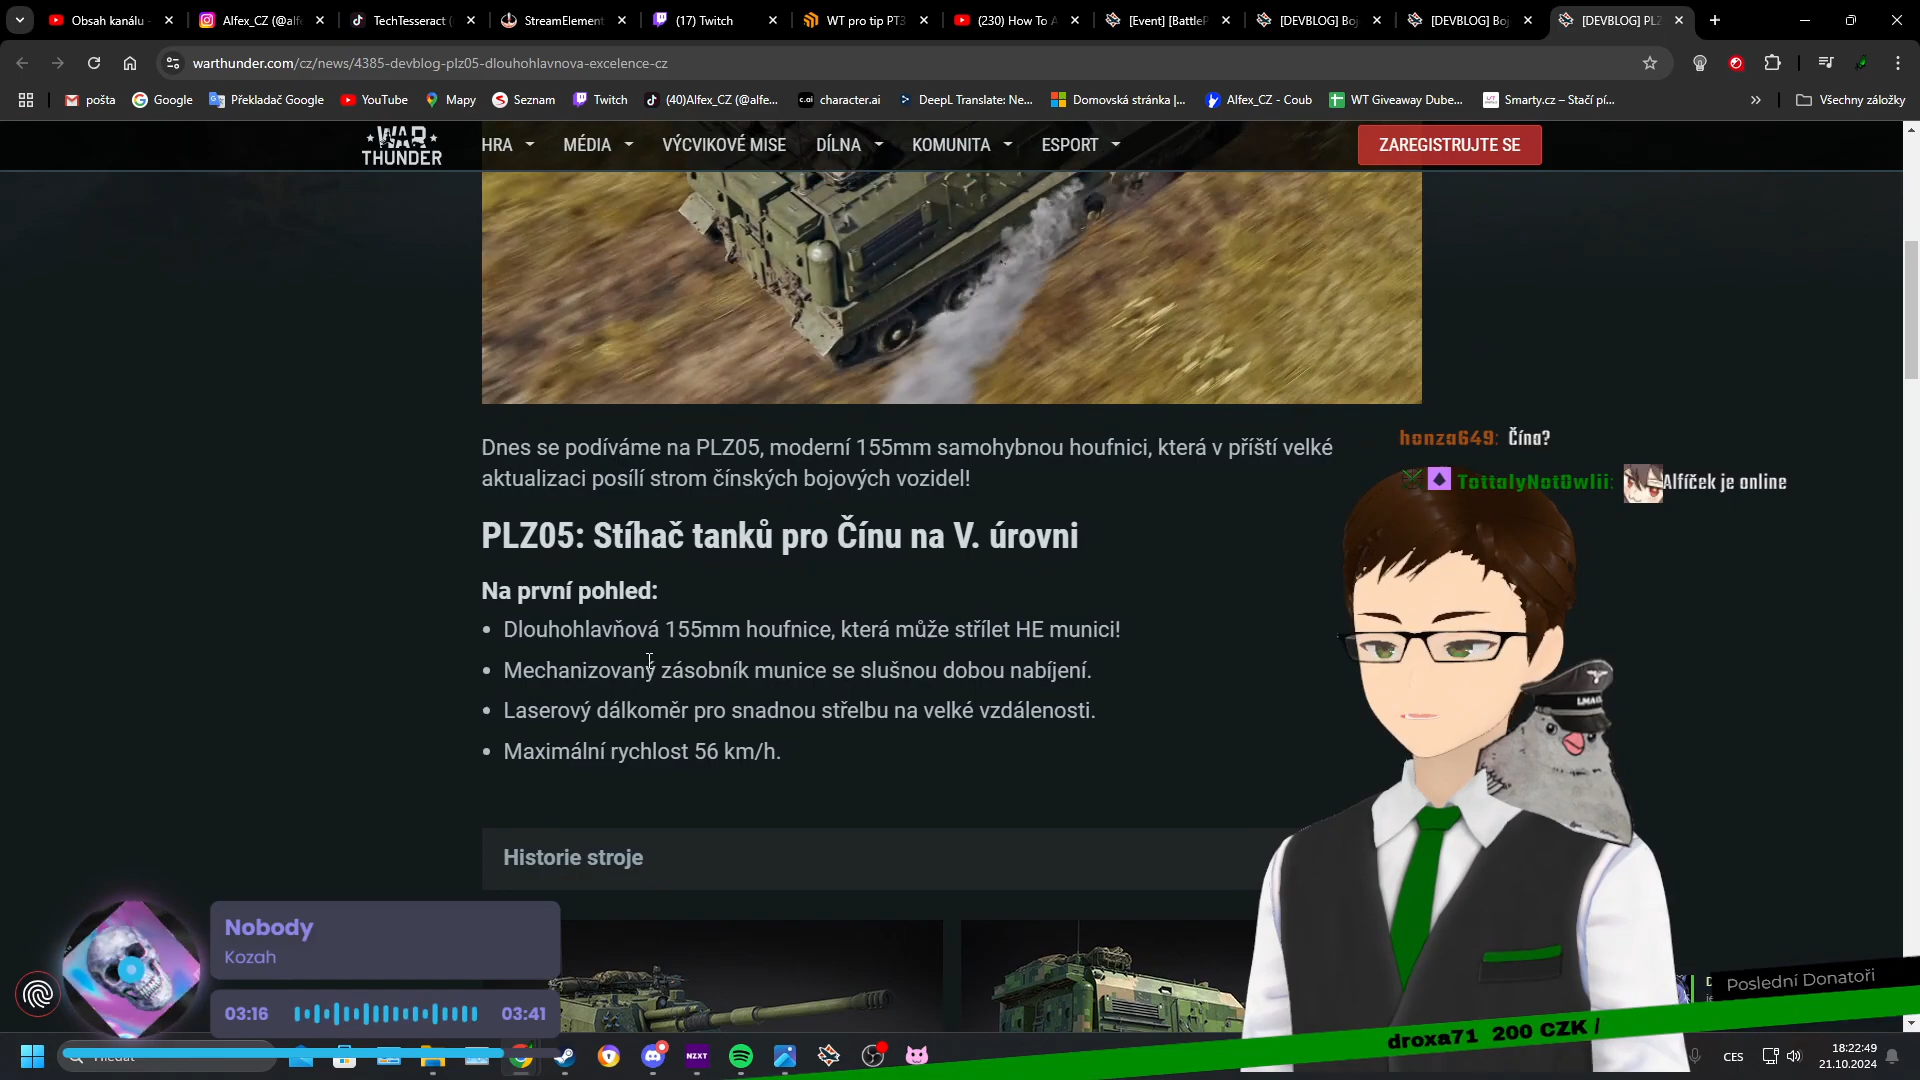 Obsah kanálu -
Alfex_CZ (@alf
TechTesseract (
StreamElement
(17) Twitch
WT pro tip PT3
(230) How To A
[Event] [BattleP
[DEVBLOG] Boj
[DEVBLOG] Boj
[DEVBLOG] PLZ
warthunder.com/cz/news/4385-devblog-plz05-dlouhohlavnova-excelence-cz
pošta
Google
Překladač Google
YouTube
Mapy
Seznam
Twitch
(40)Alfex_CZ (@alfe...
c.ai
character.ai
DeepL Translate: Ne...
Domovská stránka |...
Alfex_CZ - Coub
WT Giveaway Dube...
Smarty.cz – Stačí pí...
Všechny záložky
WAR
THUNDER
HRA
MÉDIA
VÝCVIKOVÉ MISE
DÍLNA
KOMUNITA
ESPORT
ZAREGISTRUJTE SE
Dnes se podíváme na PLZ05, moderní 155mm samohybnou houfnici, která v příští velké
aktualizaci posílí strom čínských bojových vozidel!
honza649: Čína?
TottalyNotOwlii: Alfíček je online
PLZ05: Stíhač tanků pro Čínu na V. úrovni
Na první pohled:
Dlouhohlavňová 155mm houfnice, která může střílet HE munici!
Mechanizovaný zásobník munice se slušnou dobou nabíjení.
Laserový dálkoměr pro snadnou střelbu na velké vzdálenosti.
Maximální rychlost 56 km/h.
Historie stroje
Nobody
Kozah
03:16
03:41
Poslední Donatoři
droxa71 200 CZK /
Hledat
NZXT
CES
18:22:49
21.10.2024